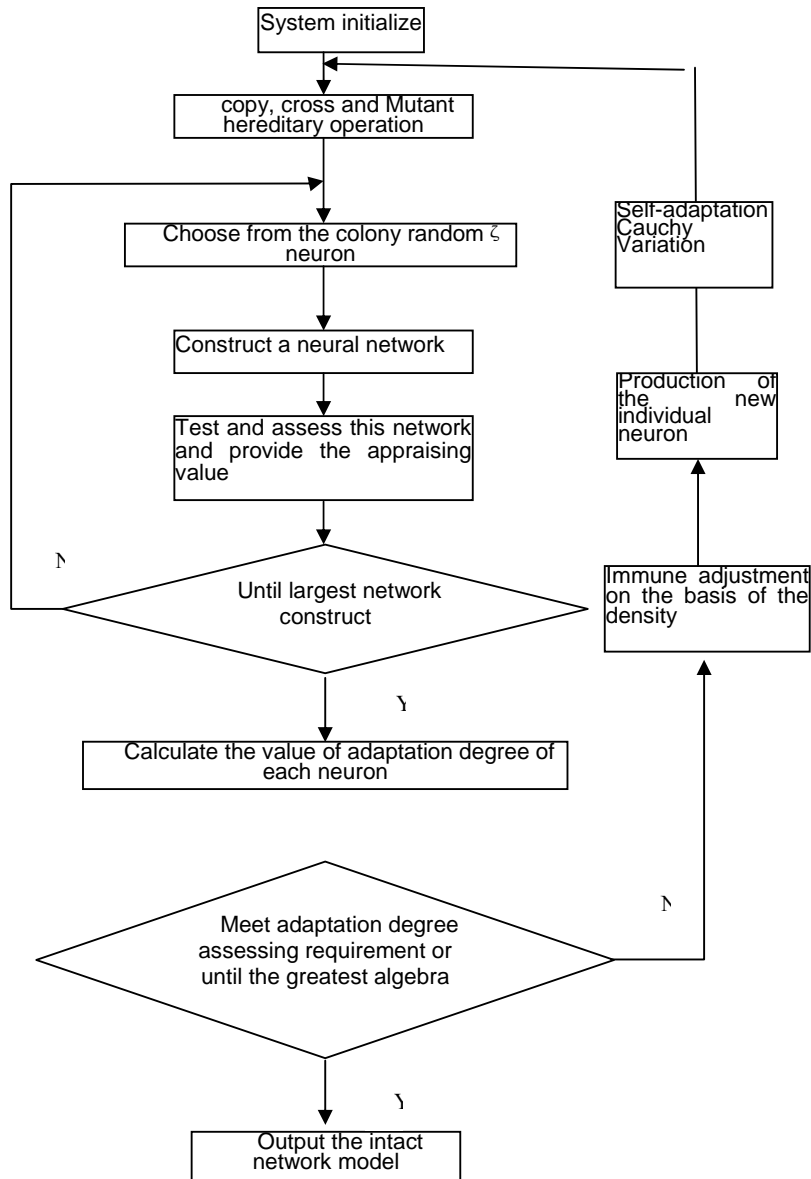 System initialize
copy, cross and Mutant
hereditary operation
Choose from the colony random ζ
neuron
Construct a neural network
Test and assess this network
and provide the appraising
value
N
Until largest network
construct
Y
Calculate the value of adaptation degree of
each neuron
Meet adaptation degree
assessing requirement or
until the greatest algebra
N
Y
Output the intact
network model
Immune adjustment
on the basis of the
density
Production of
the new
individual
neuron
Self-adaptation
Cauchy
Variation